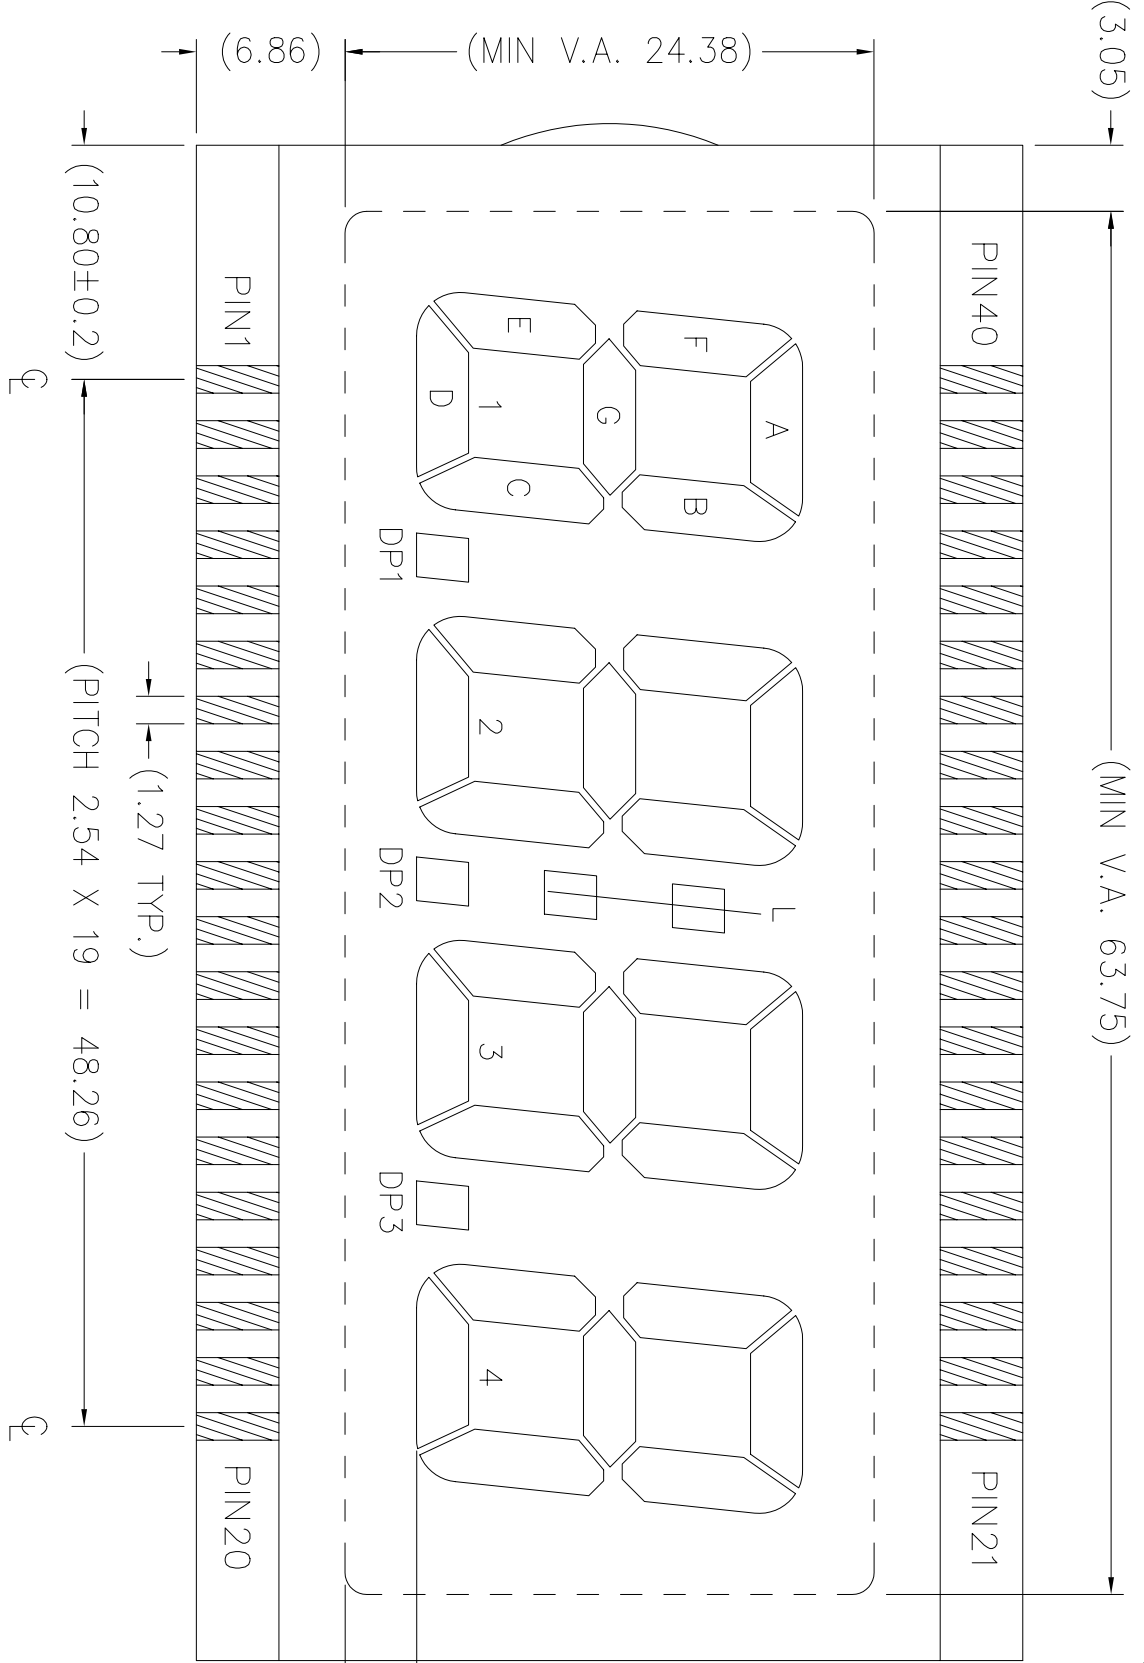 (3.05)
(MIN V.A. 63.75)
PIN40
PIN21
A
F
B
G
E
C
D
1
2
3
4
L
DP1
DP2
DP3
(MIN V.A. 24.38)
(6.86)
PIN1
PIN20
(1.27 TYP.)
(10.80±0.2)
(PITCH 2.54 X 19 = 48.26)
℄
℄